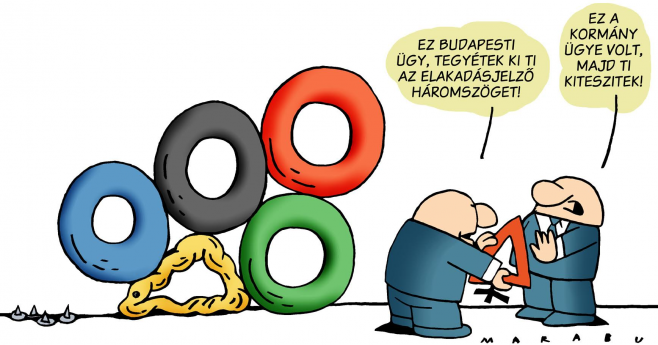 EZ BUDAPESTI
ÜGY, TEGYÉTEK KI TI
AZ ELAKADÁSJELZŐ
HÁROMSZÖGET!
EZ A
KORMÁNY
ÜGYE VOLT,
MAJD TI
KITESZITEK!
MARABU